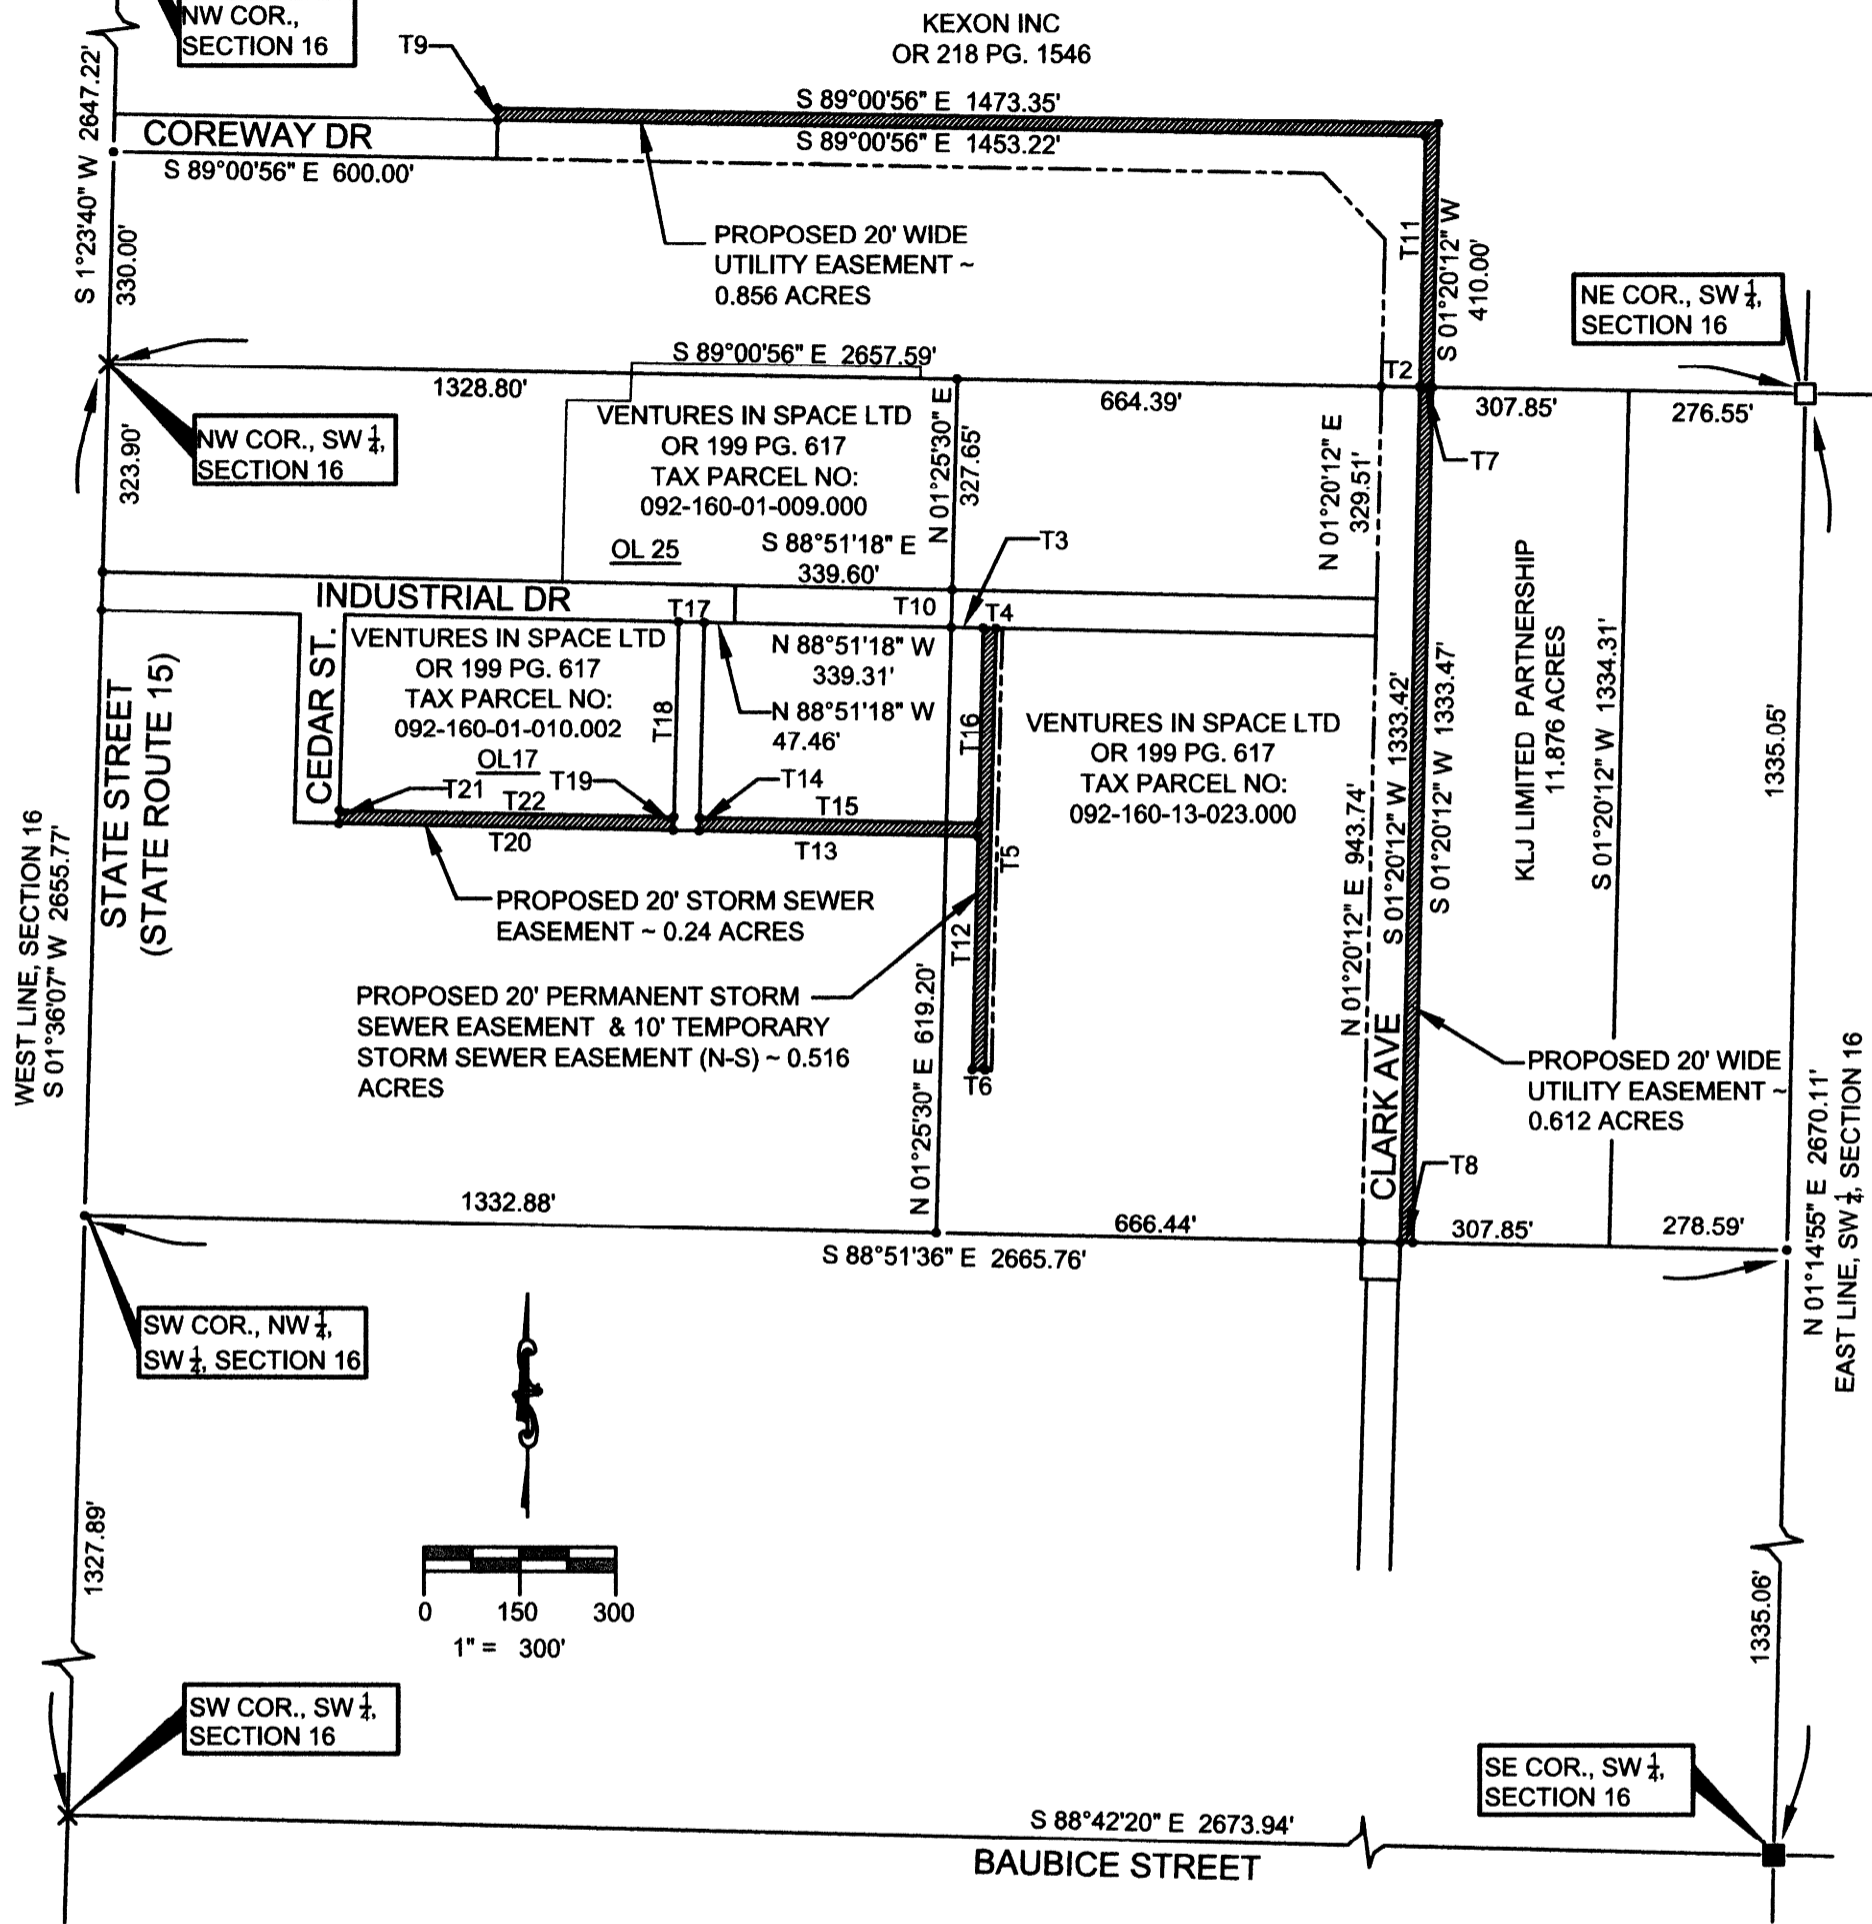 NW COR.,
SECTION 16
KEXON INC
OR 218 PG. 1546
T9
S 1°23'40" W 2647.22'
330.00'
COREWAY DR
S 89°00'56" E 600.00'
S 89°00'56" E 1473.35'
S 89°00'56" E 1453.22'
PROPOSED 20' WIDE
UTILITY EASEMENT ~
0.856 ACRES
T11
S 01°20'12" W
410.00'
NE COR., SW 1/4,
SECTION 16
S 89°00'56" E 2657.59'
1328.80'
664.39'
T2
307.85'
276.55'
T7
NW COR., SW 1/4,
SECTION 16
323.90'
VENTURES IN SPACE LTD
OR 199 PG. 617
TAX PARCEL NO:
092-160-01-009.000
OL 25
S 88°51'18" E
339.60'
N 01°25'30" E
327.65'
T3
N 01°20'12" E
329.51'
INDUSTRIAL DR
T17
T10
T4
CEDAR ST.
VENTURES IN SPACE LTD
OR 199 PG. 617
TAX PARCEL NO:
092-160-01-010.002
OL17
T18
N 88°51'18" W
339.31'
N 88°51'18" W
47.46'
T16
VENTURES IN SPACE LTD
OR 199 PG. 617
TAX PARCEL NO:
092-160-13-023.000
T21
T22
T19
T14
T15
T20
T13
T5
T12
STATE STREET
(STATE ROUTE 15)
WEST LINE, SECTION 16
S 01°36'07" W 2655.77'
PROPOSED 20' STORM SEWER
EASEMENT ~ 0.24 ACRES
PROPOSED 20' PERMANENT STORM
SEWER EASEMENT & 10' TEMPORARY
STORM SEWER EASEMENT (N-S) ~ 0.516
ACRES
T6
N 01°25'30" E 619.20'
N 01°20'12" E 943.74'
CLARK AVE
S 01°20'12" W 1333.42'
S 01°20'12" W 1333.47'
KLJ LIMITED PARTNERSHIP
11.876 ACRES
S 01°20'12" W 1334.31'
1335.05'
PROPOSED 20' WIDE
UTILITY EASEMENT ~
0.612 ACRES
T8
1332.88'
666.44'
307.85'
278.59'
S 88°51'36" E 2665.76'
N 01°14'55" E 2670.11'
EAST LINE, SW 1/4, SECTION 16
SW COR., NW 1/4,
SW 1/4, SECTION 16
1327.89'
0 150 300
1" = 300'
1335.06'
SW COR., SW 1/4,
SECTION 16
SE COR., SW 1/4,
SECTION 16
S 88°42'20" E 2673.94'
BAUBICE STREET